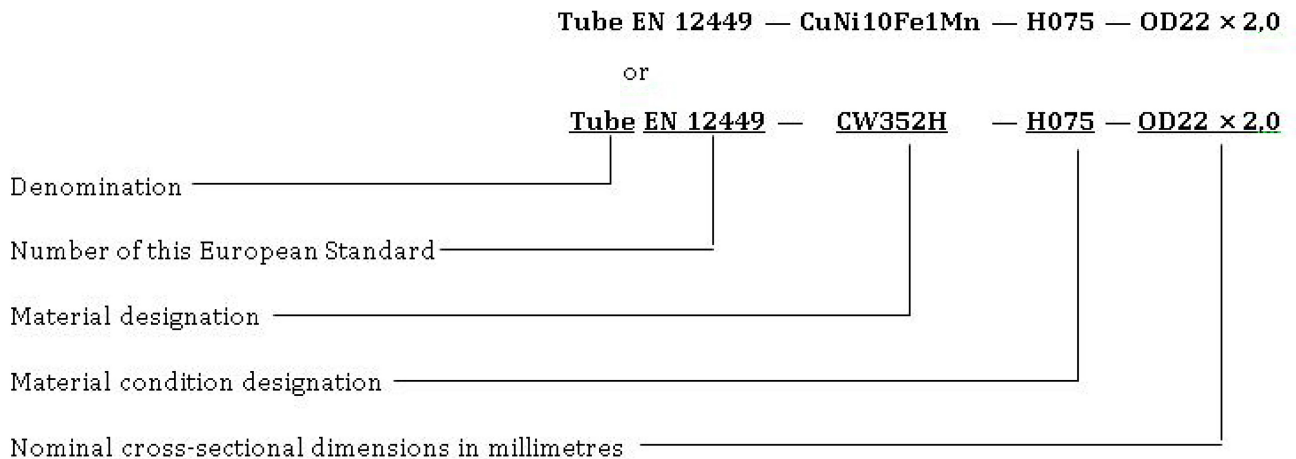 Tube EN 12449 — CuNi10Fe1Mn — H075 — OD22 × 2,0
or
Tube EN 12449 — CW352H — H075 — OD22 × 2,0
Denomination
Number of this European Standard
Material designation
Material condition designation
Nominal cross-sectional dimensions in millimetres